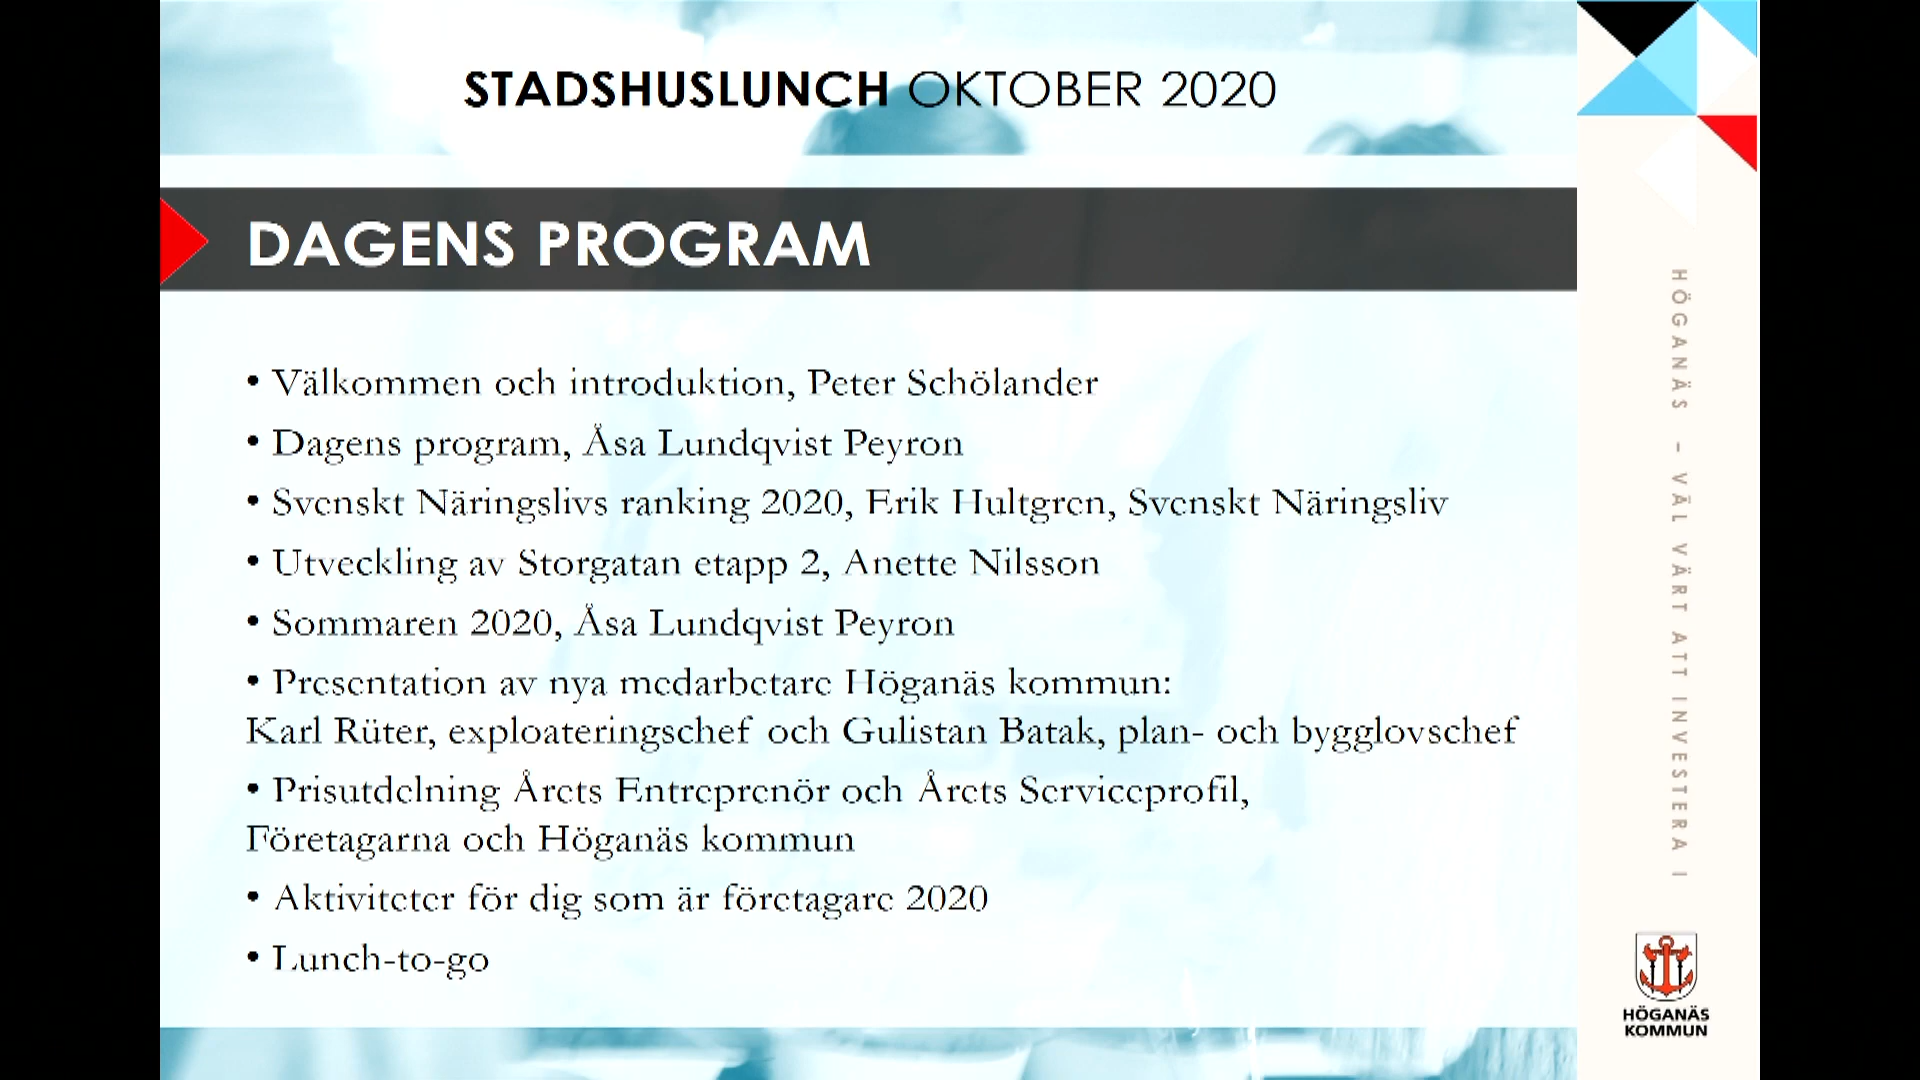 STADSHUSLUNCH OKTOBER 2020
DAGENS PROGRAM
• Välkommen och introduktion, Peter Schölander
• Dagens program, Åsa Lundqvist Peyron
• Svenskt Näringslivs ranking 2020, Erik Hultgren, Svenskt Näringsliv
• Utveckling av Storgatan etapp 2, Anette Nilsson
• Sommaren 2020, Åsa Lundqvist Peyron
• Presentation av nya medarbetare Höganäs kommun:
Karl Rüter, exploateringschef och Gulistan Batak, plan- och bygglovschef
• Prisutdelning Årets Entreprenör och Årets Serviceprofil,
Företagarna och Höganäs kommun
• Aktiviteter för dig som är företagare 2020
• Lunch-to-go
HÖGANÄS – VÄL VÄRT ATT INVESTERA I
HÖGANÄS
KOMMUN